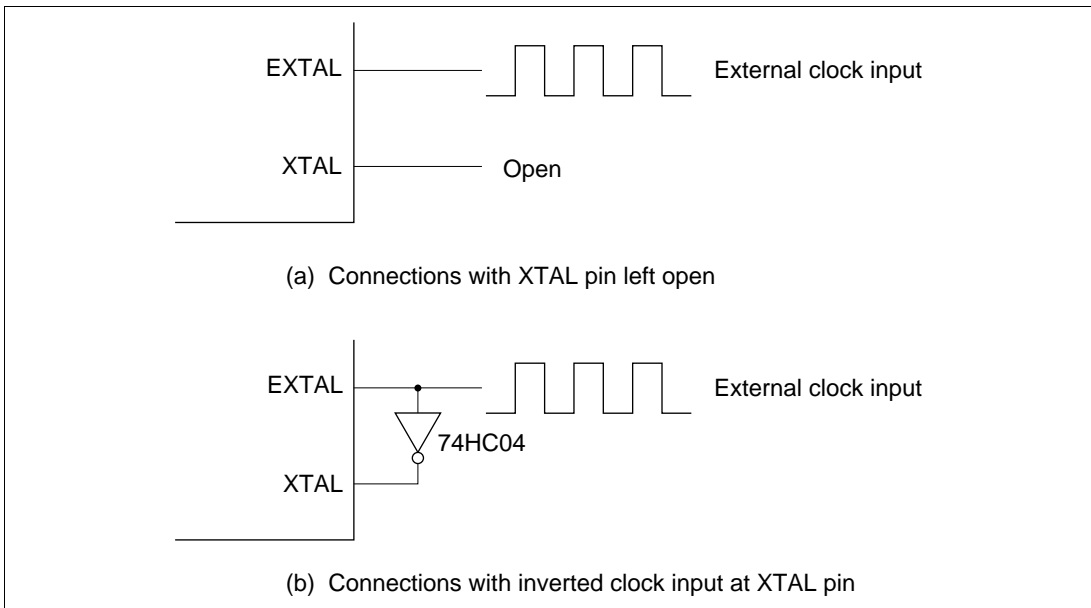 EXTAL
External clock input
XTAL
Open
(a) Connections with XTAL pin left open
EXTAL
External clock input
74HC04
XTAL
(b) Connections with inverted clock input at XTAL pin